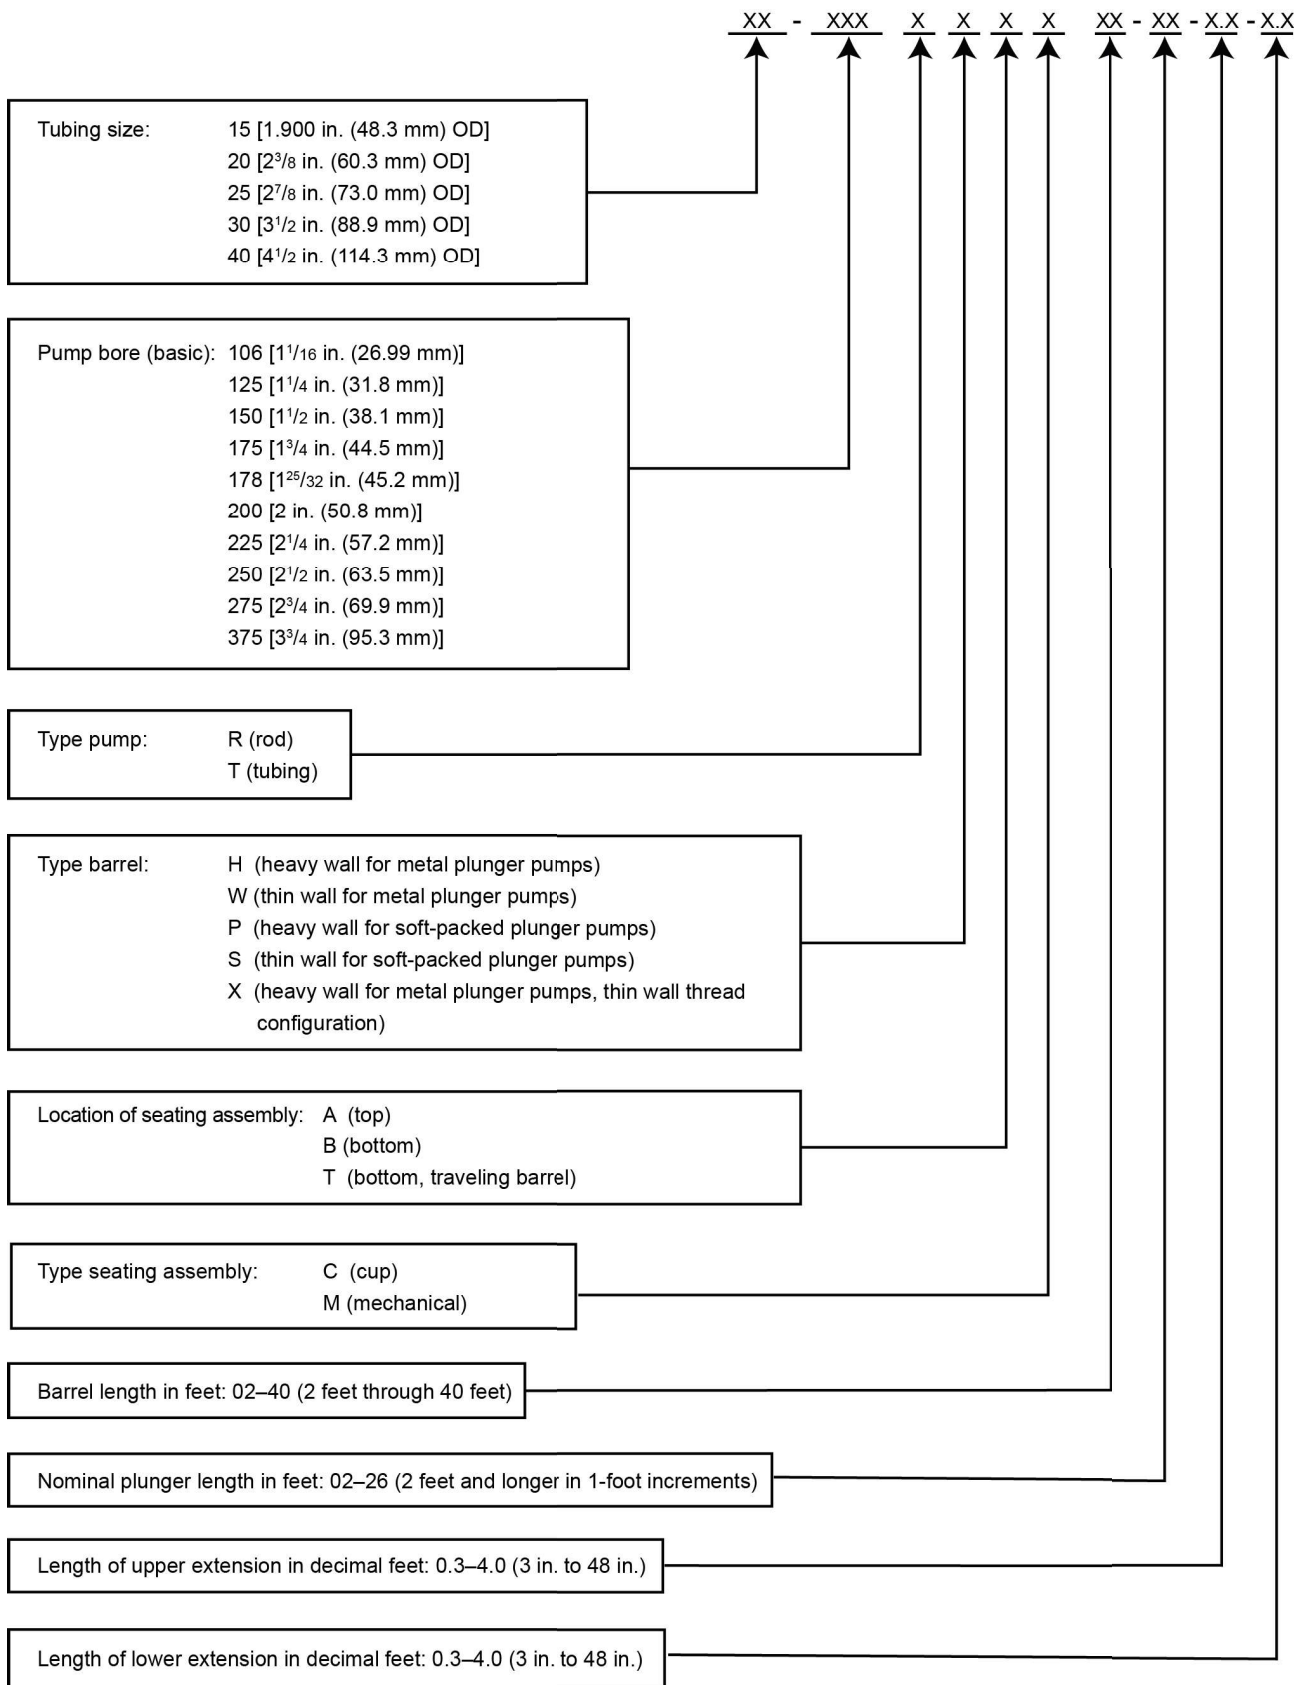 XX - XXX X X X X XX - XX - X.X - X.X
Tubing size: 15 [1.900 in. (48.3 mm) OD]
20 [2³/8 in. (60.3 mm) OD]
25 [2⁷/8 in. (73.0 mm) OD]
30 [3¹/2 in. (88.9 mm) OD]
40 [4¹/2 in. (114.3 mm) OD]
Pump bore (basic): 106 [1¹/16 in. (26.99 mm)]
125 [1¹/4 in. (31.8 mm)]
150 [1¹/2 in. (38.1 mm)]
175 [1³/4 in. (44.5 mm)]
178 [1²⁵/32 in. (45.2 mm)]
200 [2 in. (50.8 mm)]
225 [2¹/4 in. (57.2 mm)]
250 [2¹/2 in. (63.5 mm)]
275 [2³/4 in. (69.9 mm)]
375 [3³/4 in. (95.3 mm)]
Type pump: R (rod)
T (tubing)
Type barrel: H (heavy wall for metal plunger pumps)
W (thin wall for metal plunger pumps)
P (heavy wall for soft-packed plunger pumps)
S (thin wall for soft-packed plunger pumps)
X (heavy wall for metal plunger pumps, thin wall thread
configuration)
Location of seating assembly: A (top)
B (bottom)
T (bottom, traveling barrel)
Type seating assembly: C (cup)
M (mechanical)
Barrel length in feet: 02–40 (2 feet through 40 feet)
Nominal plunger length in feet: 02–26 (2 feet and longer in 1-foot increments)
Length of upper extension in decimal feet: 0.3–4.0 (3 in. to 48 in.)
Length of lower extension in decimal feet: 0.3–4.0 (3 in. to 48 in.)